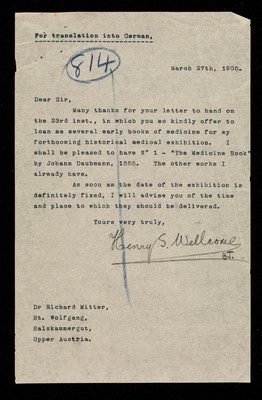 For translation into German.
814
March 27th, 1905.
Dear Sir,
Many thanks for your letter to hand on
the 23rd inst., in which you so kindly offer to
loan me several early books of medicine for my
forthcoming historical medical exhibition. I
shall be pleased to have Nº 1 - "The Medicine Book"
by Johann Daubmann, 1555. The other works I
already have.
As soon as the date of the exhibition is
definitely fixed, I will advise you of the time
and place to which they should be delivered.
Yours very truly,
Henry S. Wellcome
Dr Richard Mitter,
St. Wolfgang,
Salzkammergut,
Upper Austria.